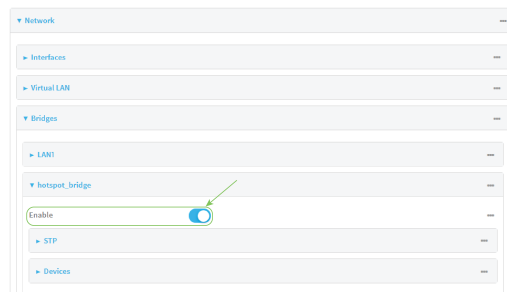 Network
Interfaces
Virtual LAN
Bridges
LAN1
hotspot_bridge
Enable
STP
Devices